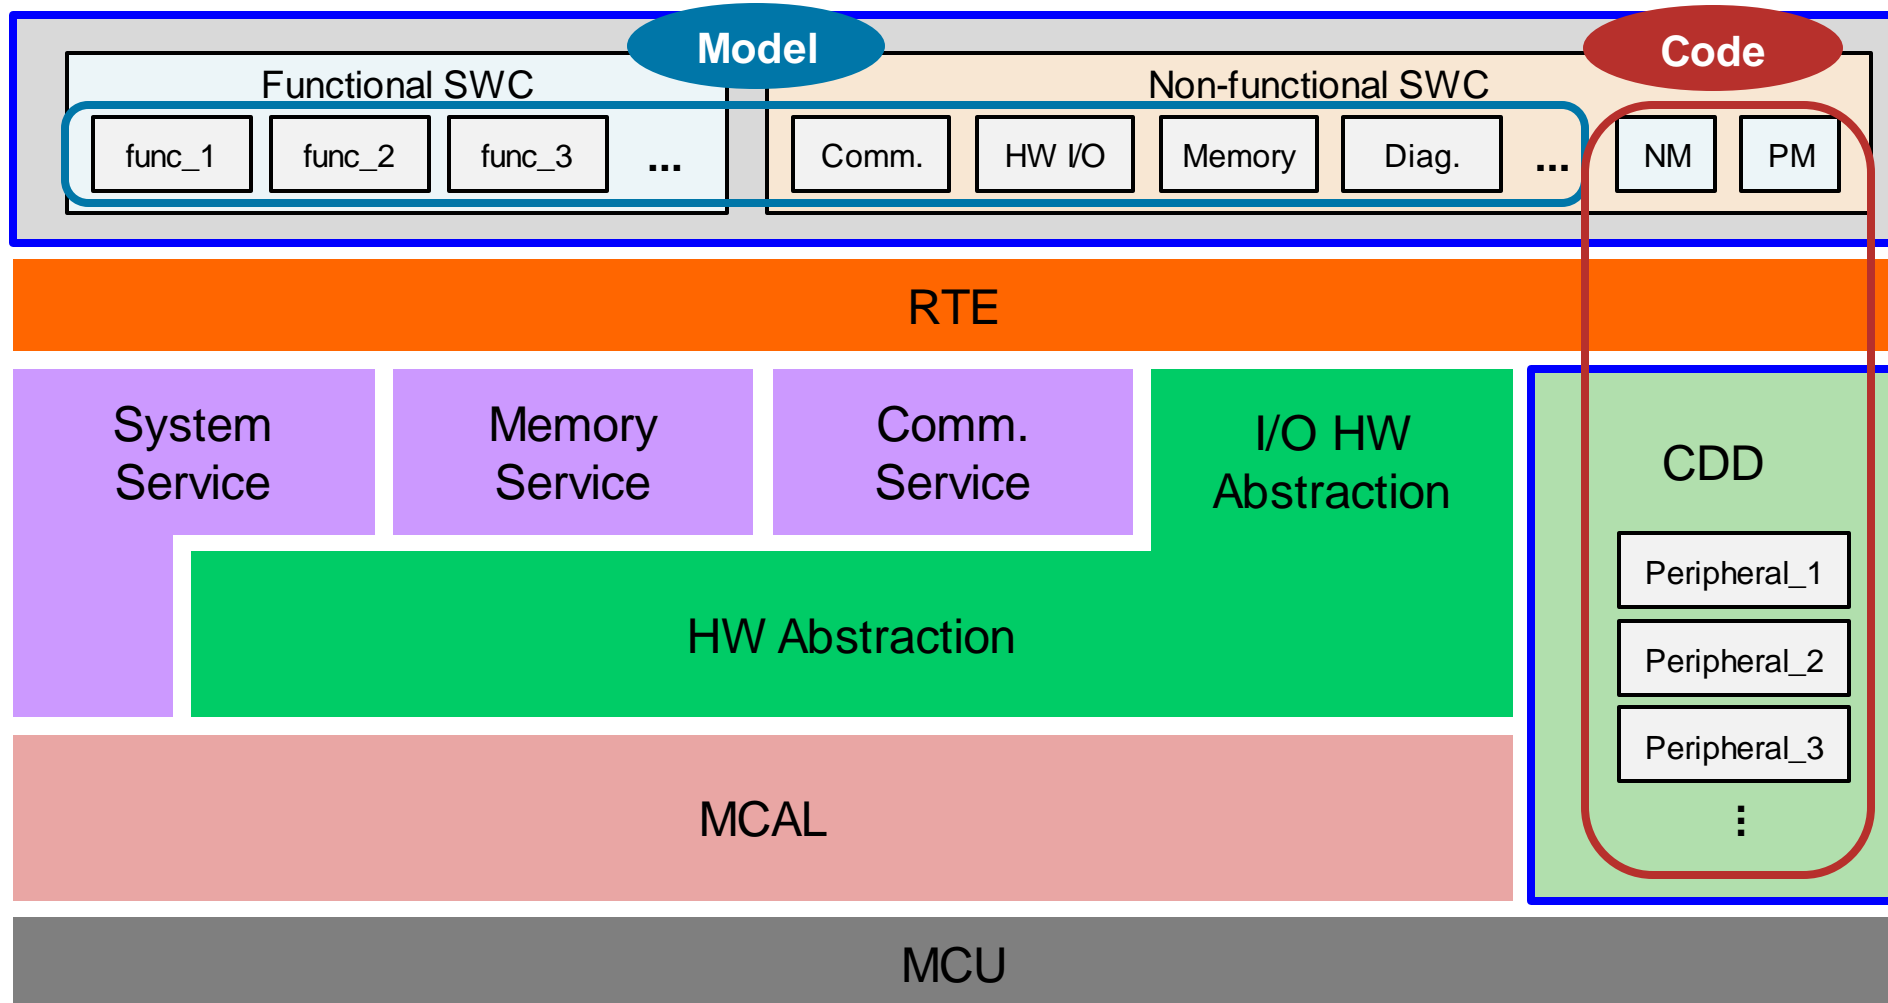 Model
Code
Functional SWC
Non-functional SWC
func_1
func_2
func_3
...
Comm.
HW I/O
Memory
Diag.
...
NM
PM
RTE
System
Service
Memory
Service
Comm.
Service
I/O HW
Abstraction
CDD
HW Abstraction
Peripheral_1
Peripheral_2
Peripheral_3
...
MCAL
MCU